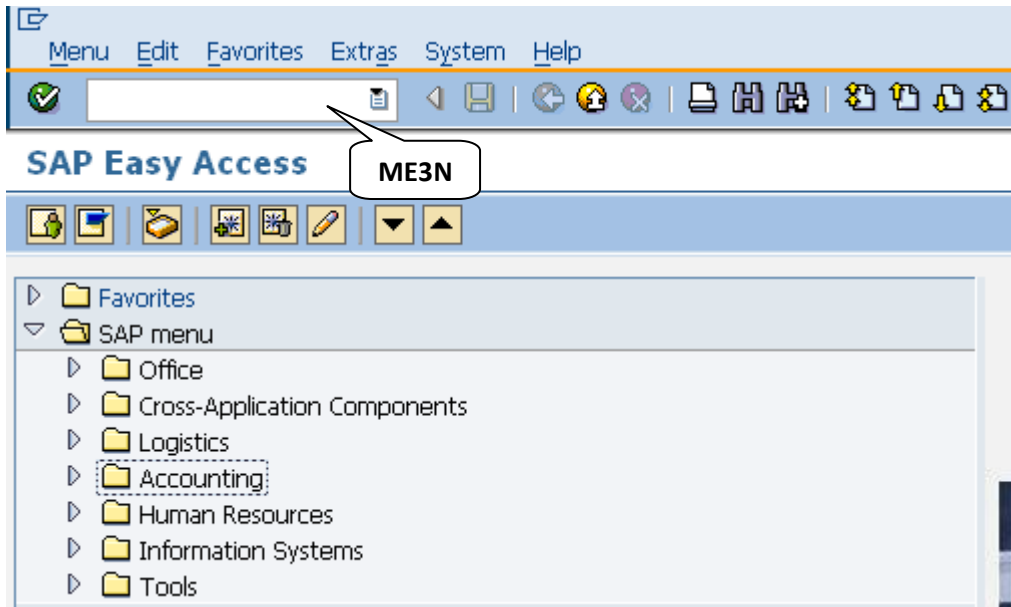 Menu Edit Favorites Extras System Help
SAP Easy Access
ME3N
Favorites
SAP menu
Office
Cross-Application Components
Logistics
Accounting
Human Resources
Information Systems
Tools